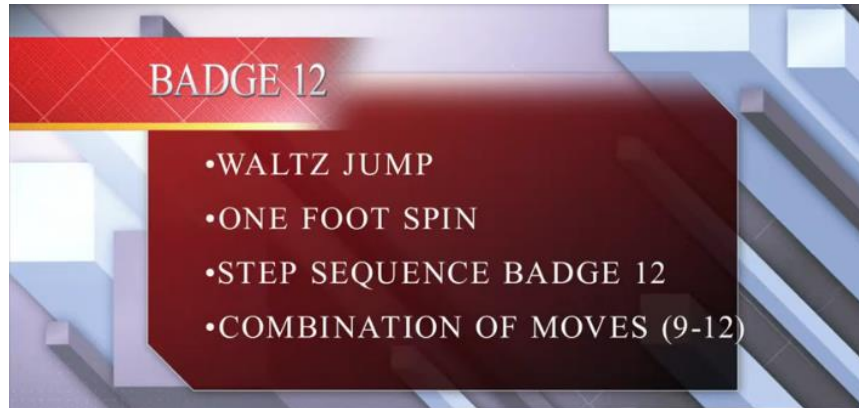 BADGE 12
•WALTZ JUMP
•ONE FOOT SPIN
•STEP SEQUENCE BADGE 12
•COMBINATION OF MOVES (9-12)